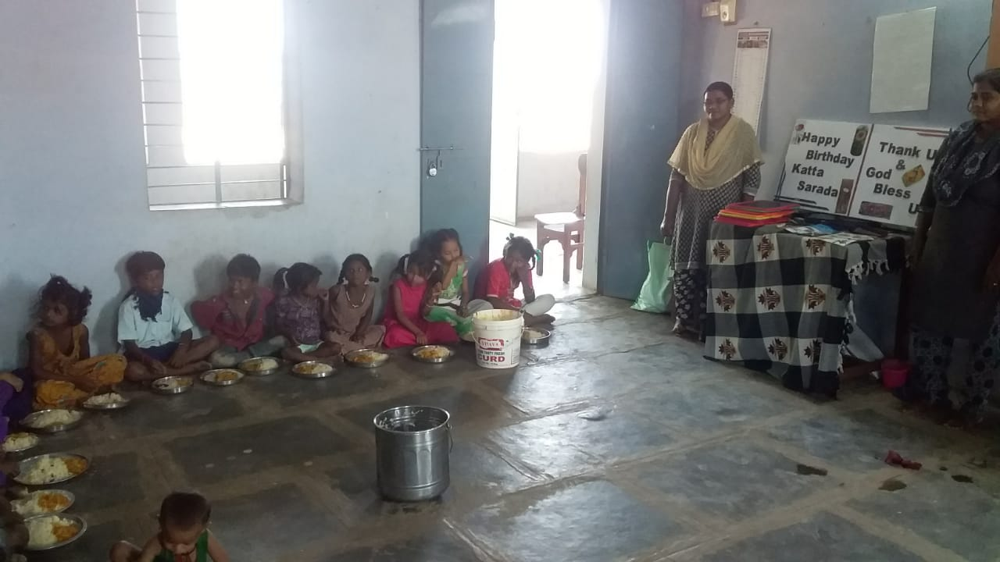 Happy
Birthday
Katta
Sarada
Thank U
&
God
Bless
U
CURD